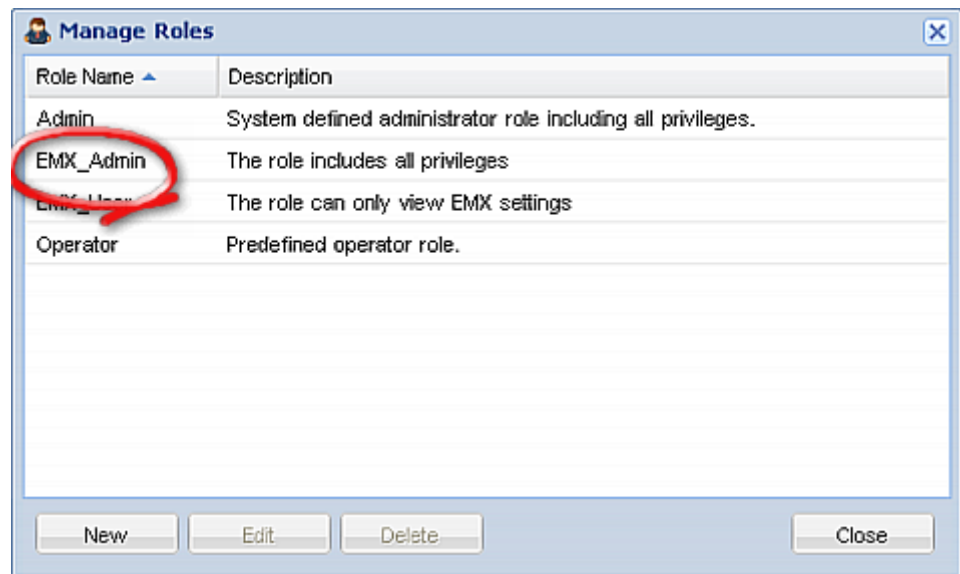 Manage Roles
Role Name Description
Admin System defined administrator role including all privileges.
EMX_Admin The role includes all privileges
EMX_User The role can only view EMX settings
Operator Predefined operator role.
New Edit Delete Close